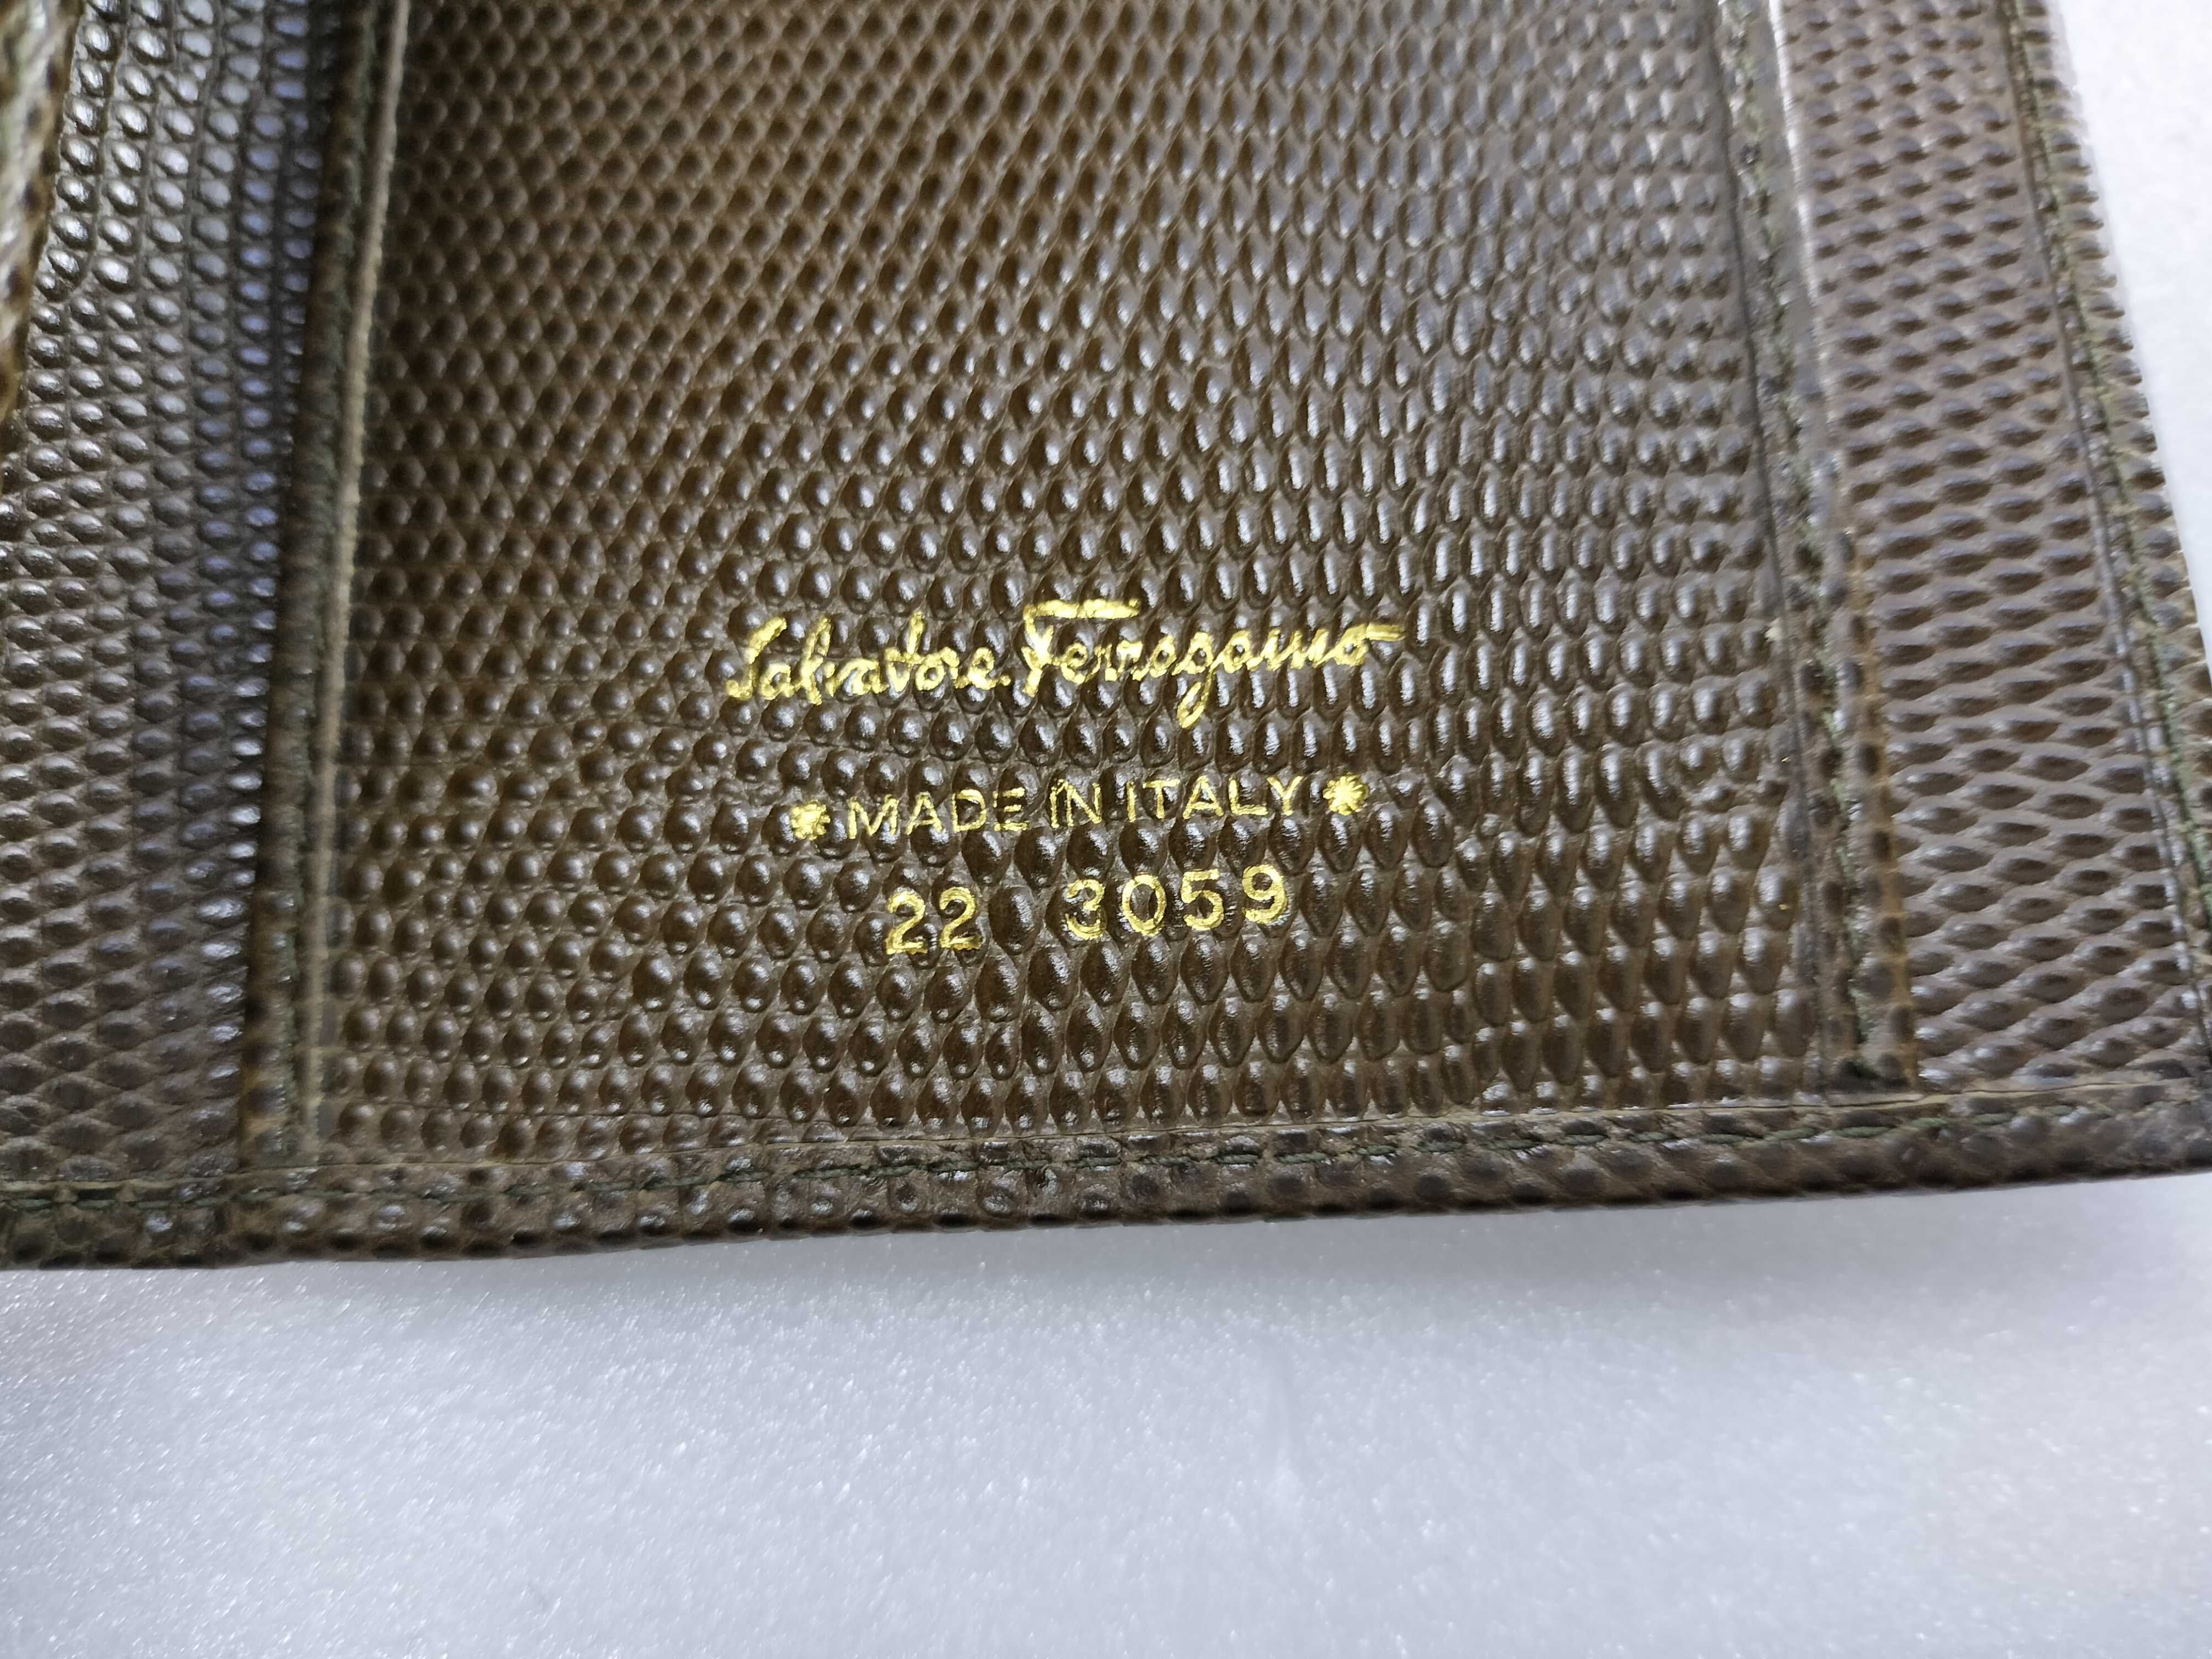 Salvatore Ferragamo
* MADE IN ITALY *
22 3059